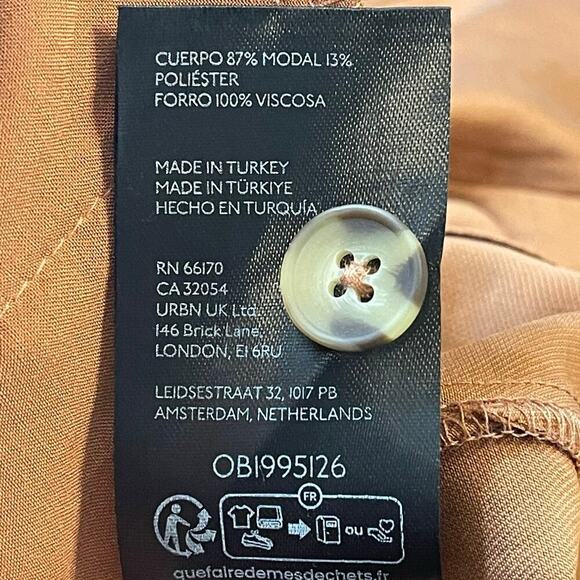 CUERPO 87% MODAL 13%
POLIÉSTER
FORRO 100% VISCOSA
MADE IN TURKEY
MADE IN TÜRKIYE
HECHO EN TURQUÍA
RN 66170
CA 32054
URBN UK Ltd.
146 Brick Lane,
LONDON, E1 6RU
LEIDSESTRAAT 32, 1017 PB
AMSTERDAM, NETHERLANDS
OB1995126
FR
ou
quefairedemesdechets.fr